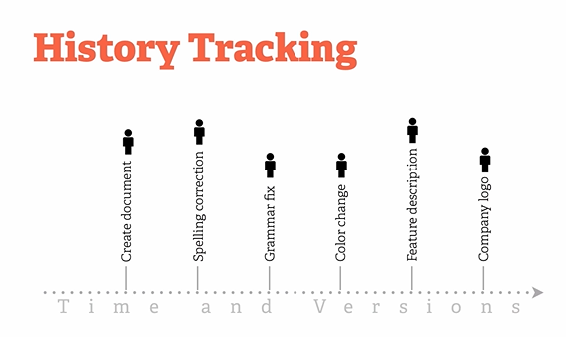 History Tracking
Create document
Spelling correction
Grammar fix
Color change
Feature description
Company logo
Time and Versions